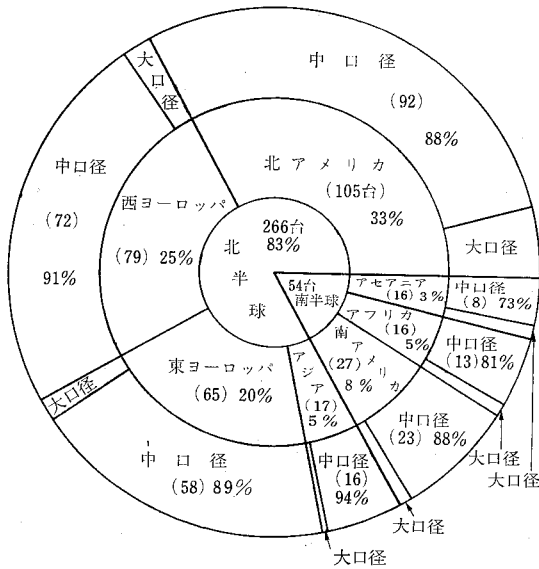 大口径
中口径
(92)
88%
中口径
(72)
91%
北アメリカ
(105台)
33%
西ヨーロッパ
(79) 25%
266台
83%
北半球
大口径
54台
南半球
アセアニア
(16) 3%
中口径
(8) 73%
アフリカ
(16)
5%
中口径
(13) 81%
南アメリカ
(27)
8%
東ヨーロッパ
(65) 20%
アジア
(17)
5%
大口径
中口径
(58) 89%
中口径
(16)
94%
中口径
(23) 88%
大口径
大口径
大口径
大口径